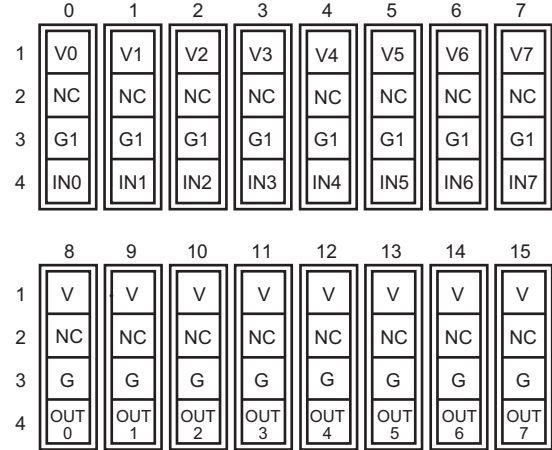 0 1 2 3 4 5 6 7
1 V0 V1 V2 V3 V4 V5 V6 V7
2 NC NC NC NC NC NC NC NC
3 G1 G1 G1 G1 G1 G1 G1 G1
4 IN0 IN1 IN2 IN3 IN4 IN5 IN6 IN7
8 9 10 11 12 13 14 15
1 V V V V V V V V
2 NC NC NC NC NC NC NC NC
3 G G G G G G G G
4 OUT OUT OUT OUT OUT OUT OUT OUT
0 1 2 3 4 5 6 7